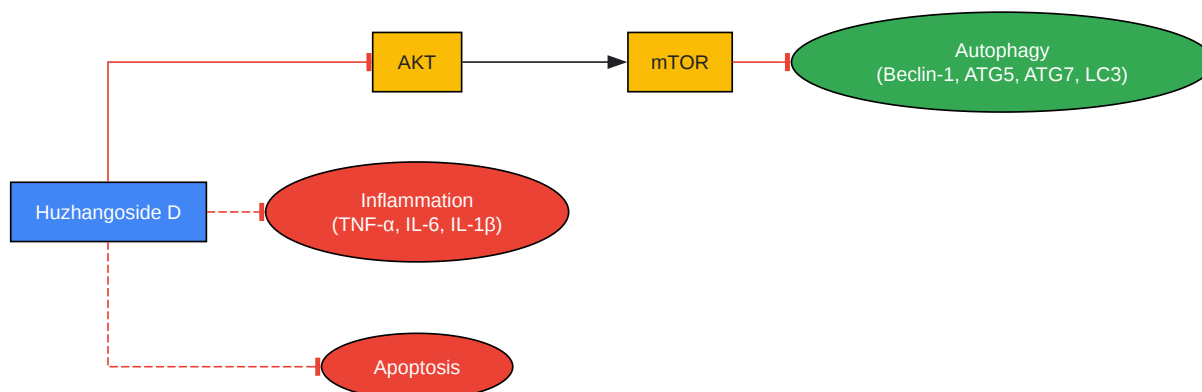 AKT
mTOR
Autophagy
(Beclin-1, ATG5, ATG7, LC3)
Huzhangoside D
Inflammation
(TNF-α, IL-6, IL-1β)
Apoptosis